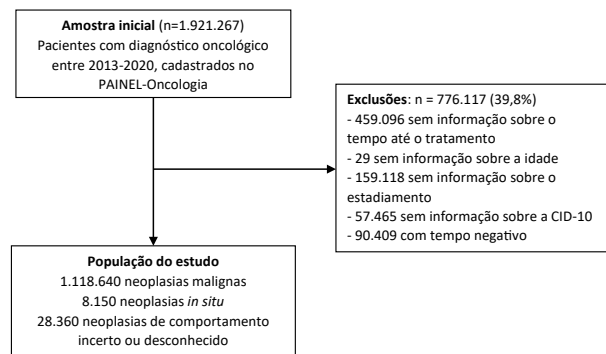 Amostra inicial (n=1.921.267)
Pacientes com diagnóstico oncológico
entre 2013-2020, cadastrados no
PAINEL-Oncologia
Exclusões: n = 776.117 (39,8%)
- 459.096 sem informação sobre o
tempo até o tratamento
- 29 sem informação sobre a idade
- 159.118 sem informação sobre o
estadiamento
- 57.465 sem informação sobre a CID-10
- 90.409 com tempo negativo
População do estudo
1.118.640 neoplasias malignas
8.150 neoplasias in situ
28.360 neoplasias de comportamento
incerto ou desconhecido